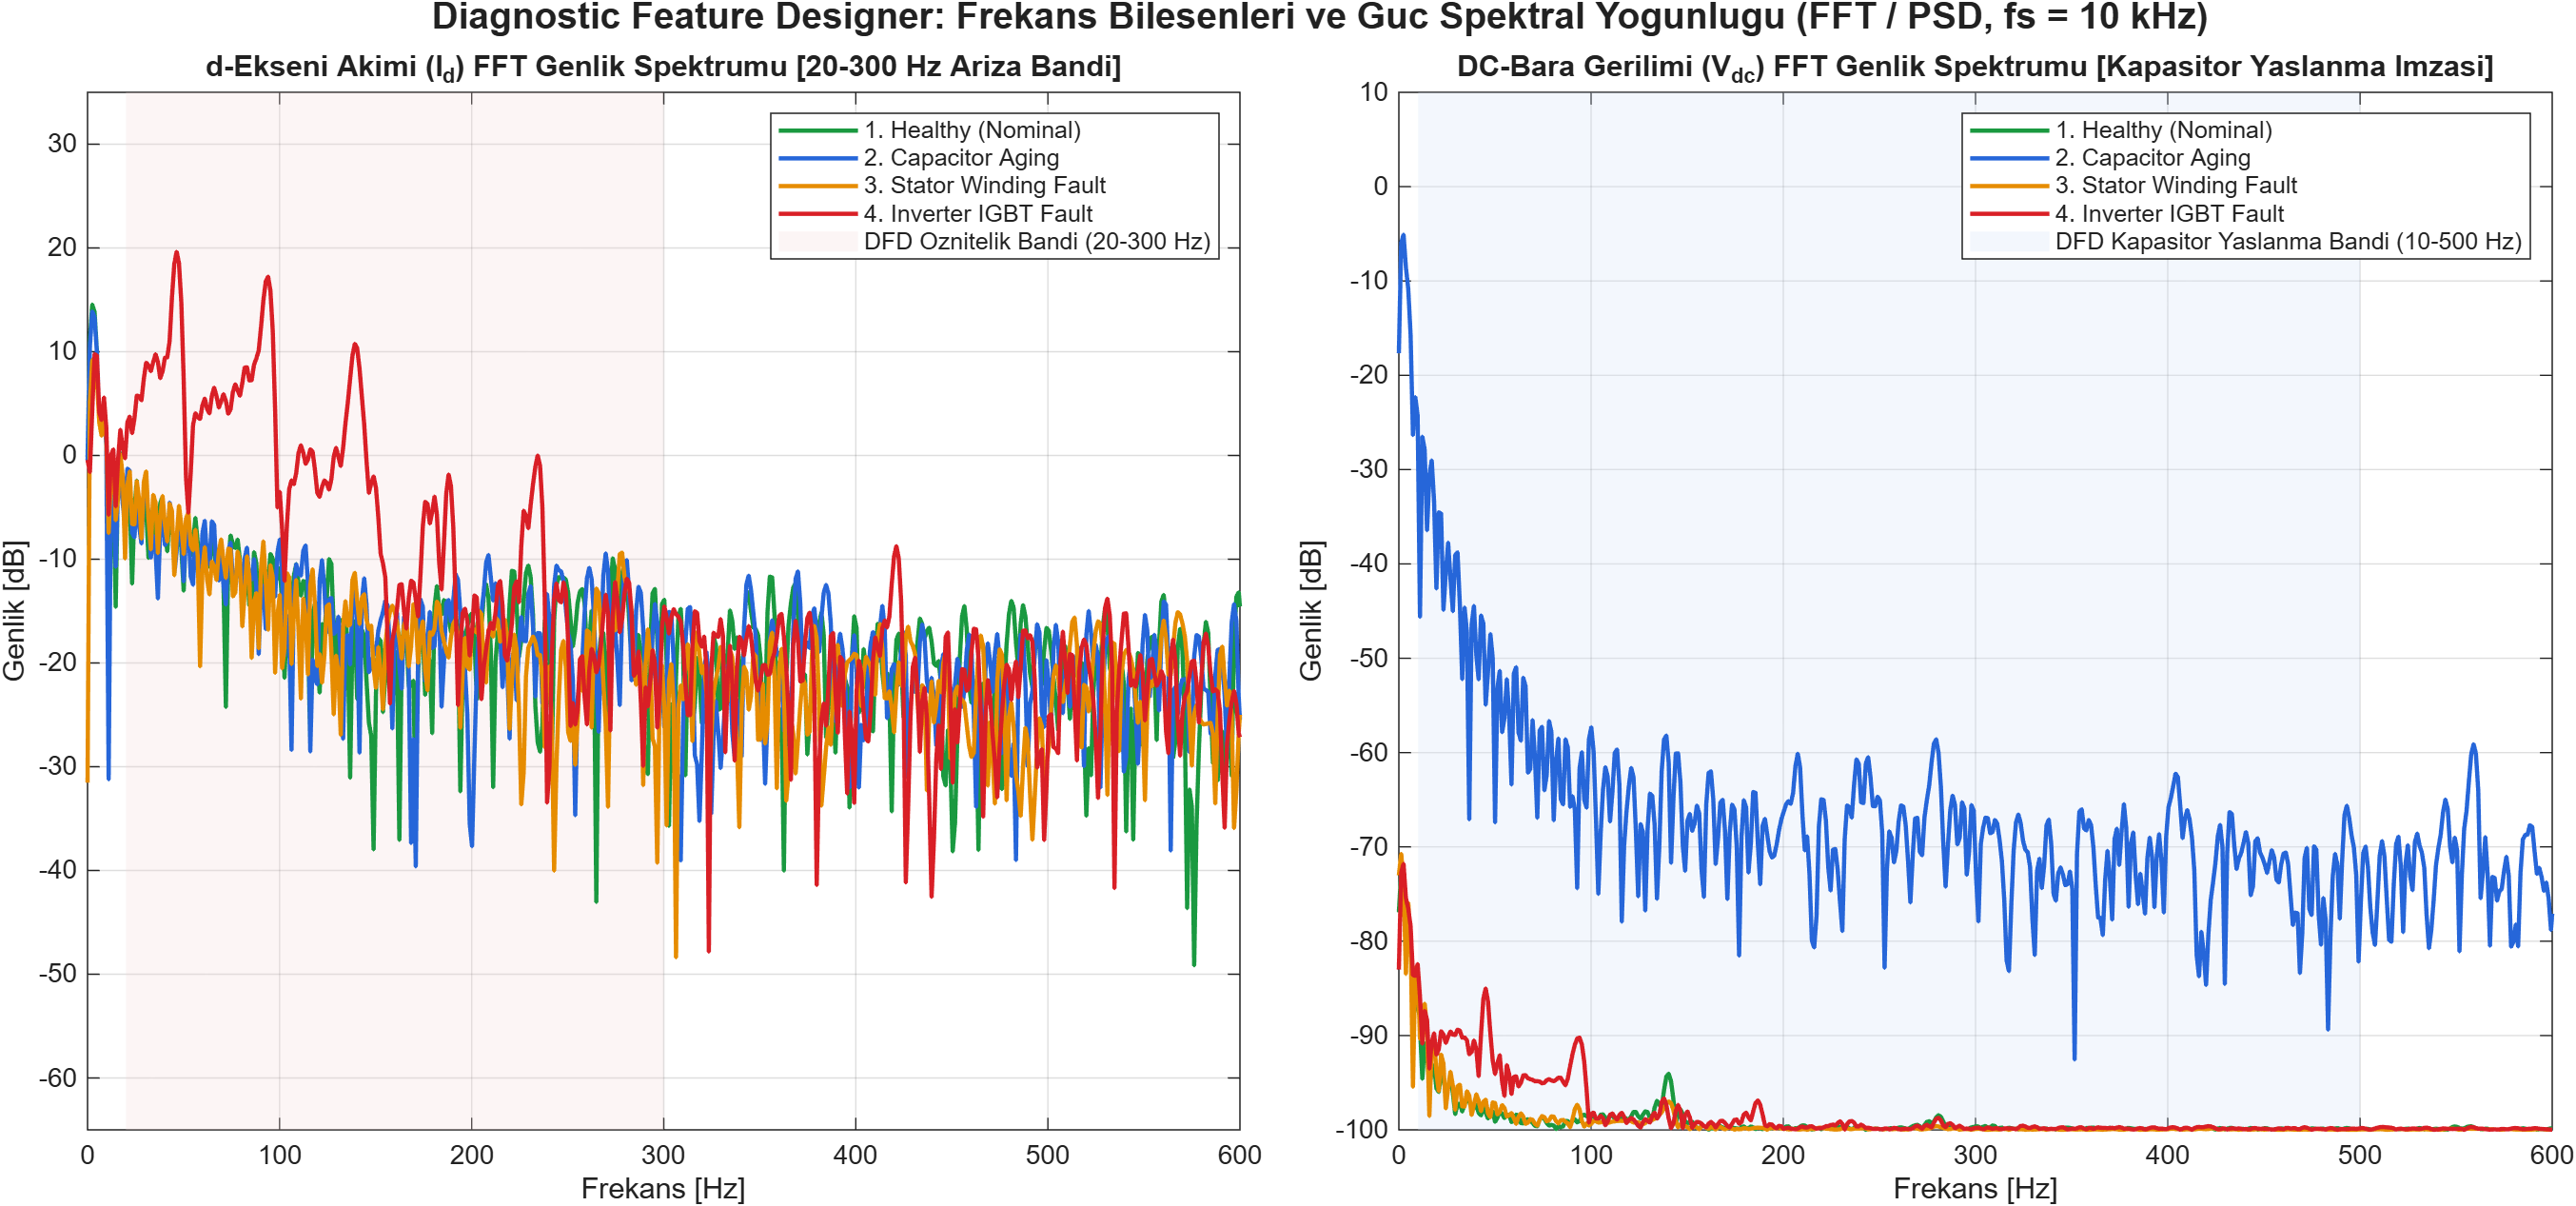 Diagnostic Feature Designer: Frekans Bilesenleri ve Guc Spektral Yogunlugu (FFT / PSD, fs = 10 kHz)
d-Ekseni Akimi (Id) FFT Genlik Spektrumu [20-300 Hz Ariza Bandi]
30
20
10
0
-10
-20
-30
-40
-50
-60
Genlik [dB]
1. Healthy (Nominal)
2. Capacitor Aging
3. Stator Winding Fault
4. Inverter IGBT Fault
DFD Oznitelik Bandi (20-300 Hz)
0
100
200
300
400
500
600
Frekans [Hz]
DC-Bara Gerilimi (Vdc) FFT Genlik Spektrumu [Kapasitor Yaslanma Imzasi]
10
0
-10
-20
-30
-40
-50
-60
-70
-80
-90
-100
Genlik [dB]
1. Healthy (Nominal)
2. Capacitor Aging
3. Stator Winding Fault
4. Inverter IGBT Fault
DFD Kapasitor Yaslanma Bandi (10-500 Hz)
0
100
200
300
400
500
600
Frekans [Hz]